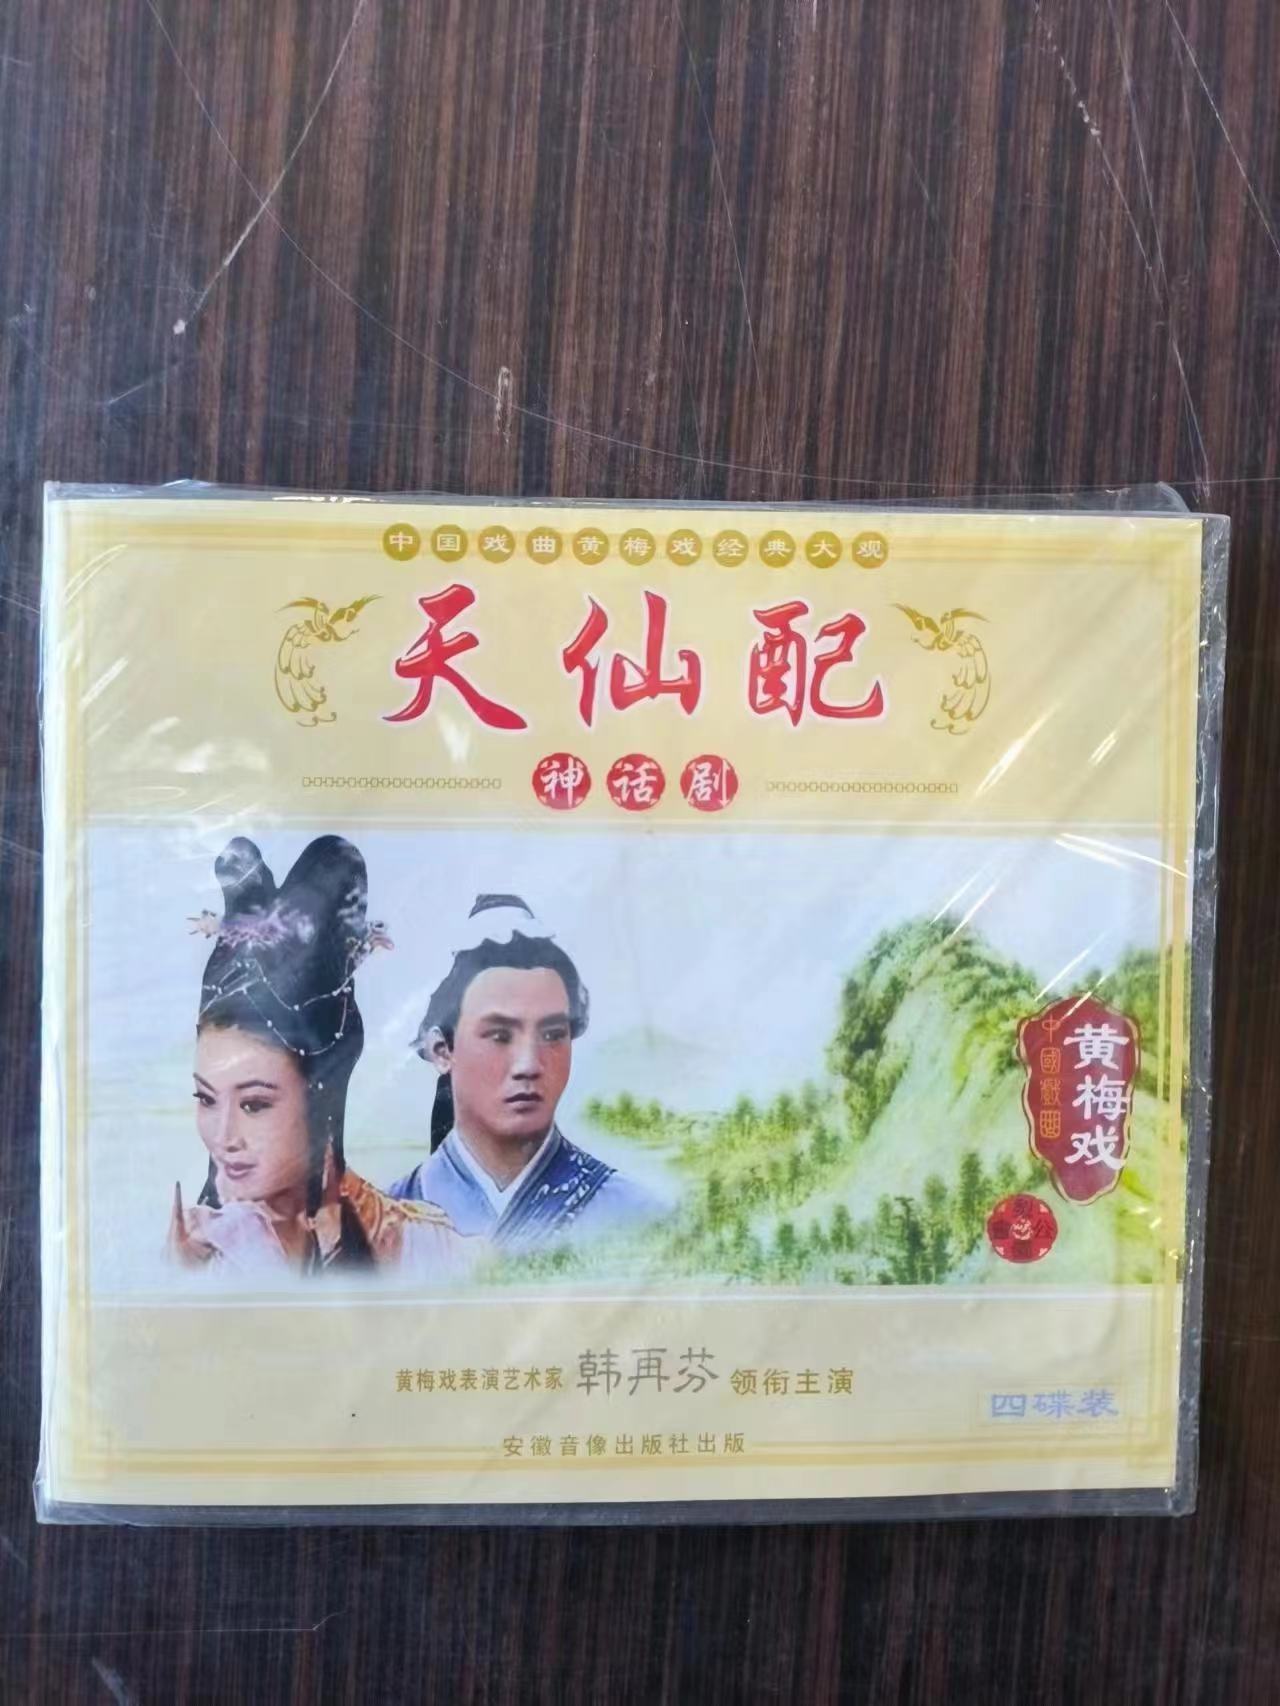 中国戏曲黄梅戏经典大观
天仙配
神话剧
中國戲曲
黄梅戏
黄梅戏表演艺术家 韩再芬 领衔主演
四碟装
安徽音像出版社出版